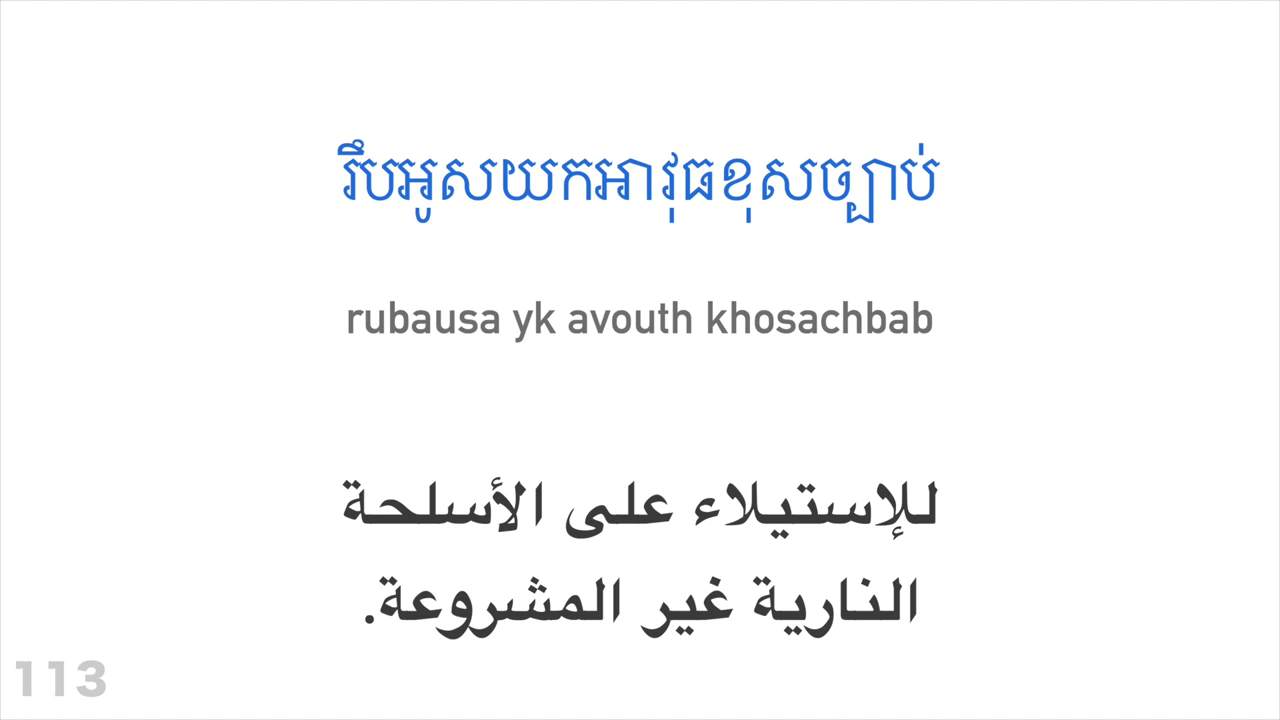 រឹបអូសយកអាវុធខុសច្បាប់
rubausa yk avouth khosachbab
للإستيلاء على الأسلحة
النارية غير المشروعة.
113